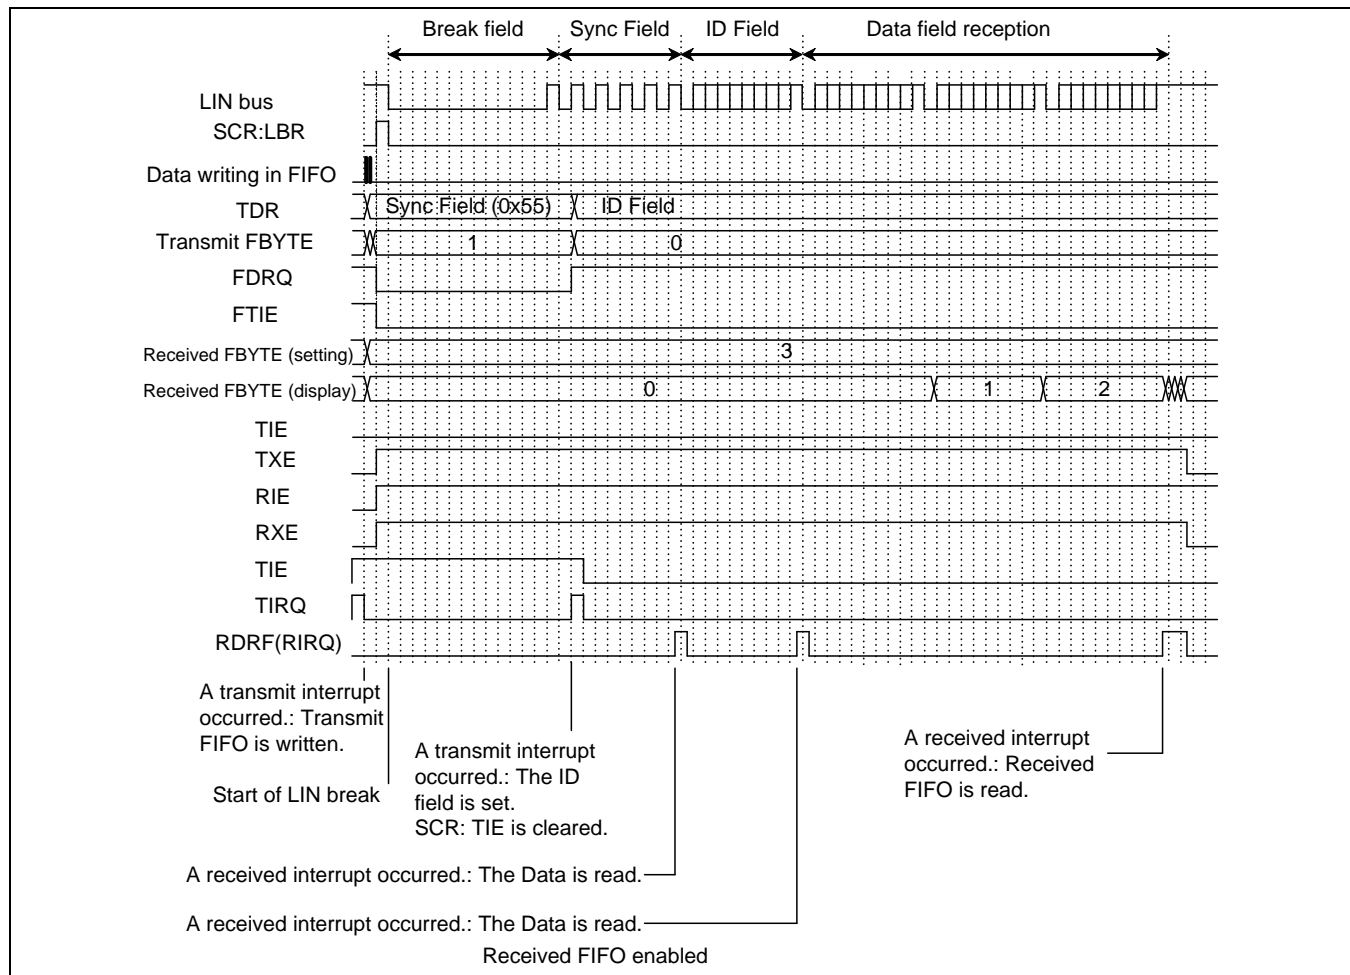 Break field Sync Field ID Field Data field reception
LIN bus
SCR:LBR
Data writing in FIFO
TDR Sync Field (0x55) ID Field
Transmit FBYTE 1 0
FDRQ
FTIE
Received FBYTE (setting) 3
Received FBYTE (display) 0 1 2
TIE
TXE
RIE
RXE
TIE
TIRQ
RDRF(RIRQ)
A transmit interrupt
occurred.: Transmit
FIFO is written.
Start of LIN break
A transmit interrupt
occurred.: The ID
field is set.
SCR: TIE is cleared.
A received interrupt
occurred.: Received
FIFO is read.
A received interrupt occurred.: The Data is read.
A received interrupt occurred.: The Data is read.
Received FIFO enabled